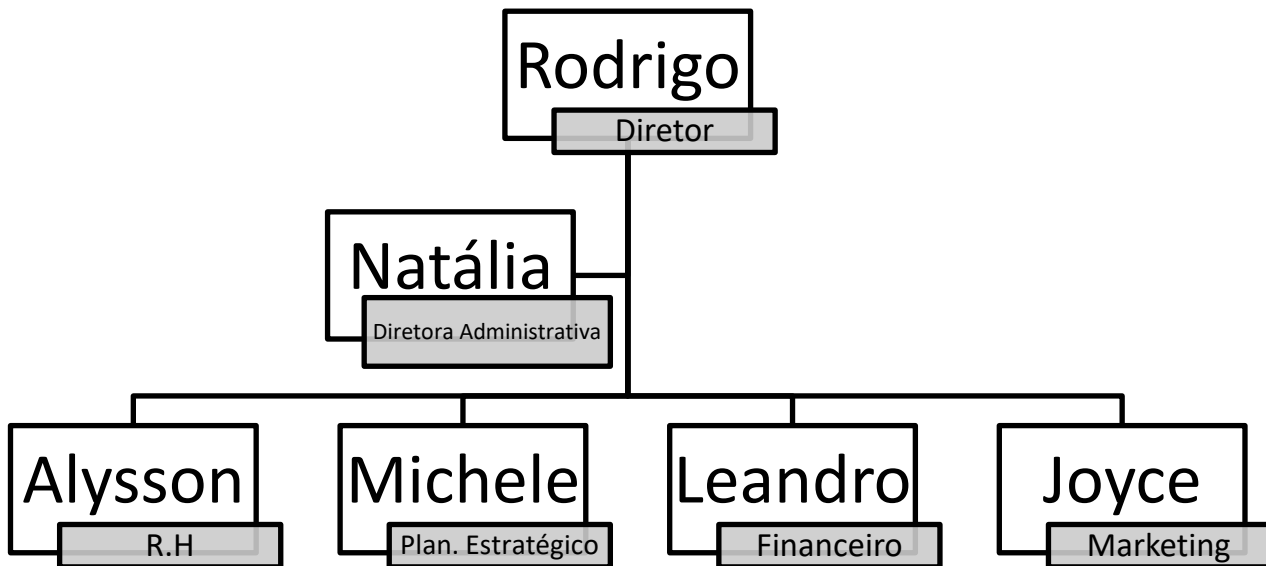 Rodrigo
Diretor
Natália
Diretora Administrativa
Alysson
R.H
Michele
Plan. Estratégico
Leandro
Financeiro
Joyce
Marketing